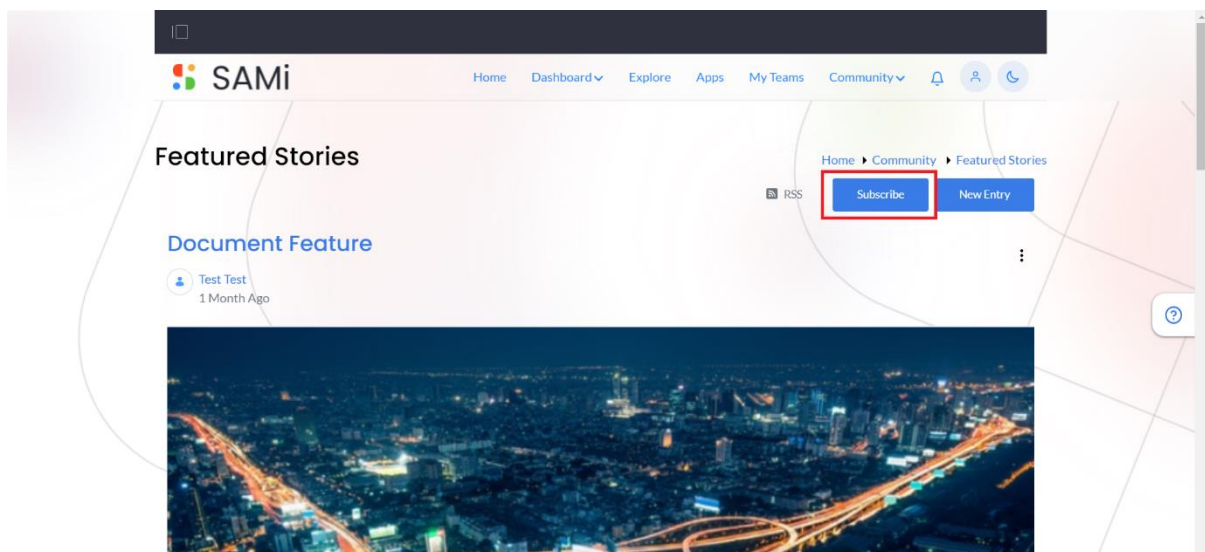 SAMi
Home Dashboard Explore Apps My Teams Community
Featured Stories
Home Community Featured Stories
RSS Subscribe New Entry
Document Feature
Test Test
1 Month Ago